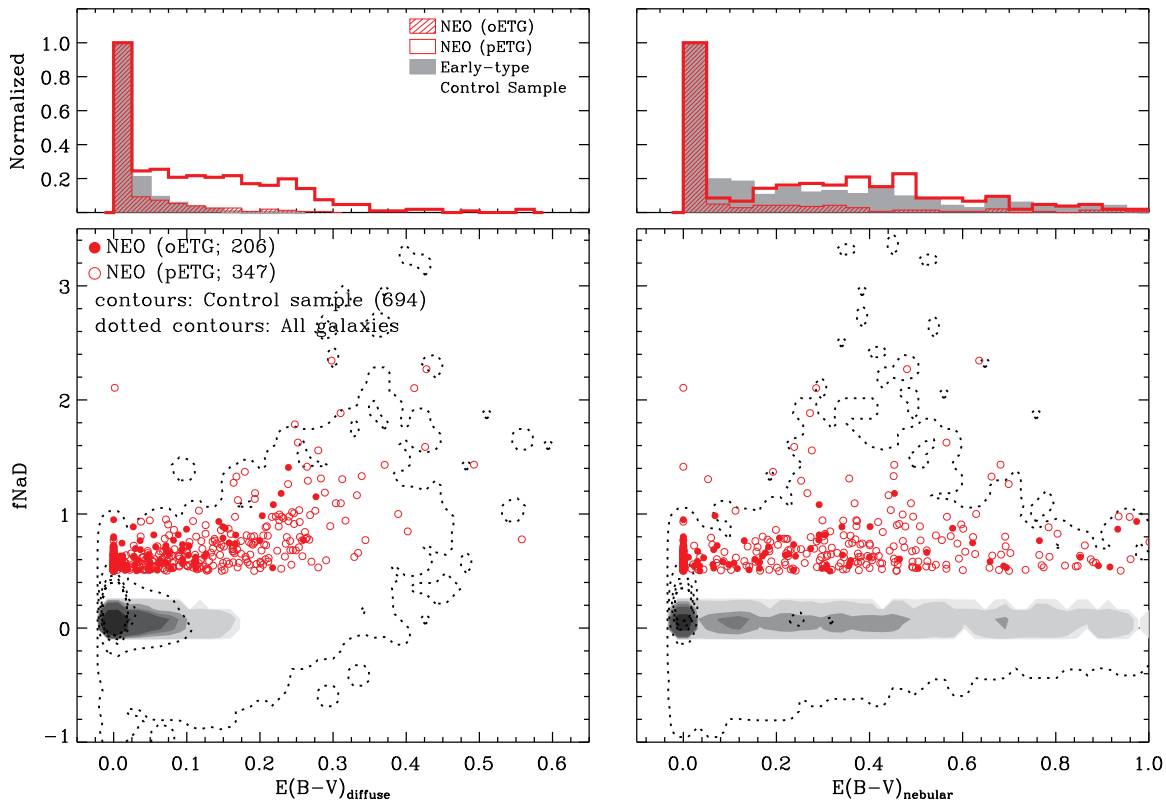 NEO (oETG)
NEO (pETG)
Early-type
Control Sample
Normalized
1.0
0.8
0.6
0.4
0.2
NEO (oETG; 206)
NEO (pETG; 347)
contours: Control sample (694)
dotted contours: All galaxies
fNaD
3
2
1
0
−1
0.0 0.1 0.2 0.3 0.4 0.5 0.6
0.0 0.2 0.4 0.6 0.8 1.0
E(B−V)diffuse
E(B−V)nebular